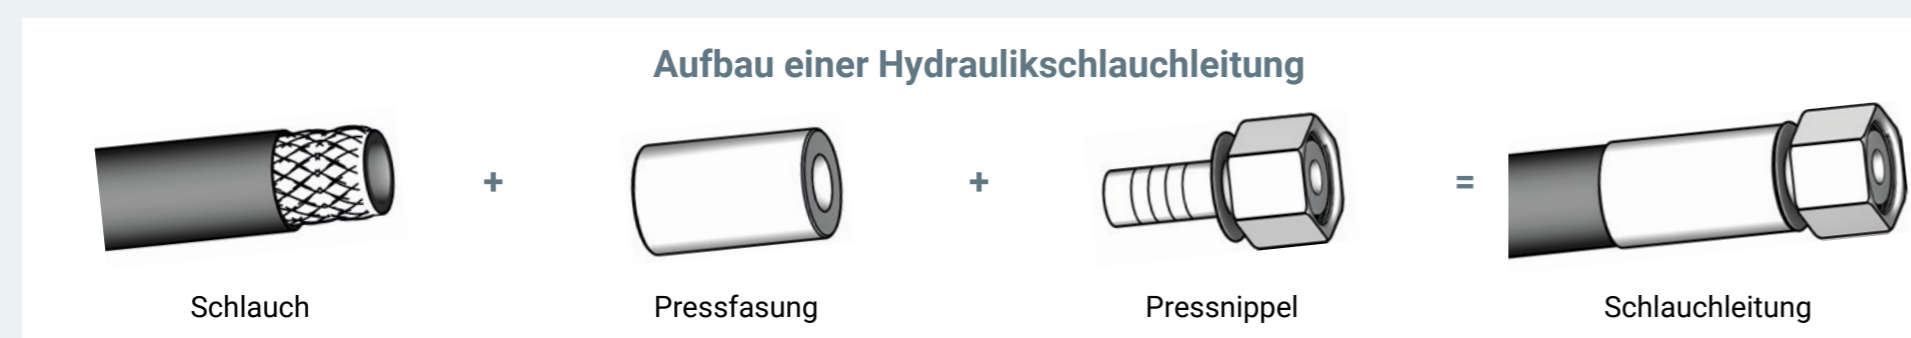 Aufbau einer Hydraulikschlauchleitung
+
+
=
Schlauch
Pressfasung
Pressnippel
Schlauchleitung